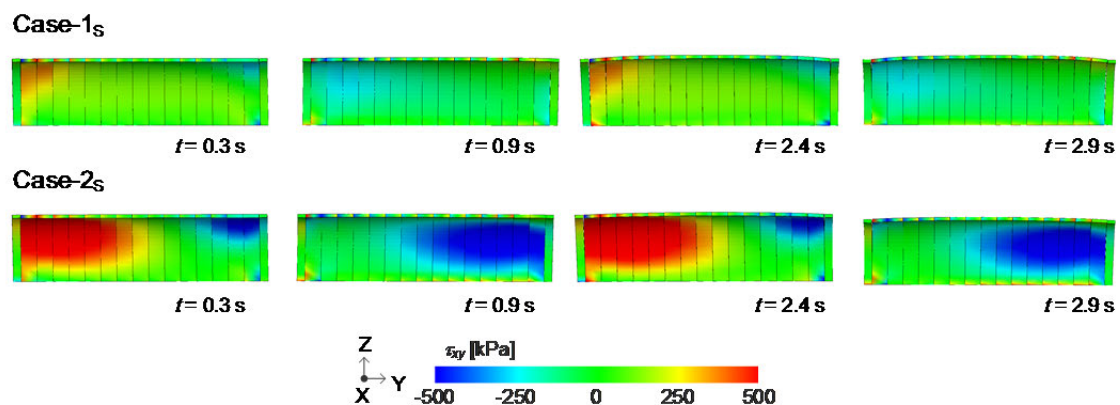 Case-1S
t = 0.3 s t = 0.9 s t = 2.4 s t = 2.9 s
Case-2S
t = 0.3 s t = 0.9 s t = 2.4 s t = 2.9 s
Z
τxy [kPa]
Y
X
-500 -250 0 250 500